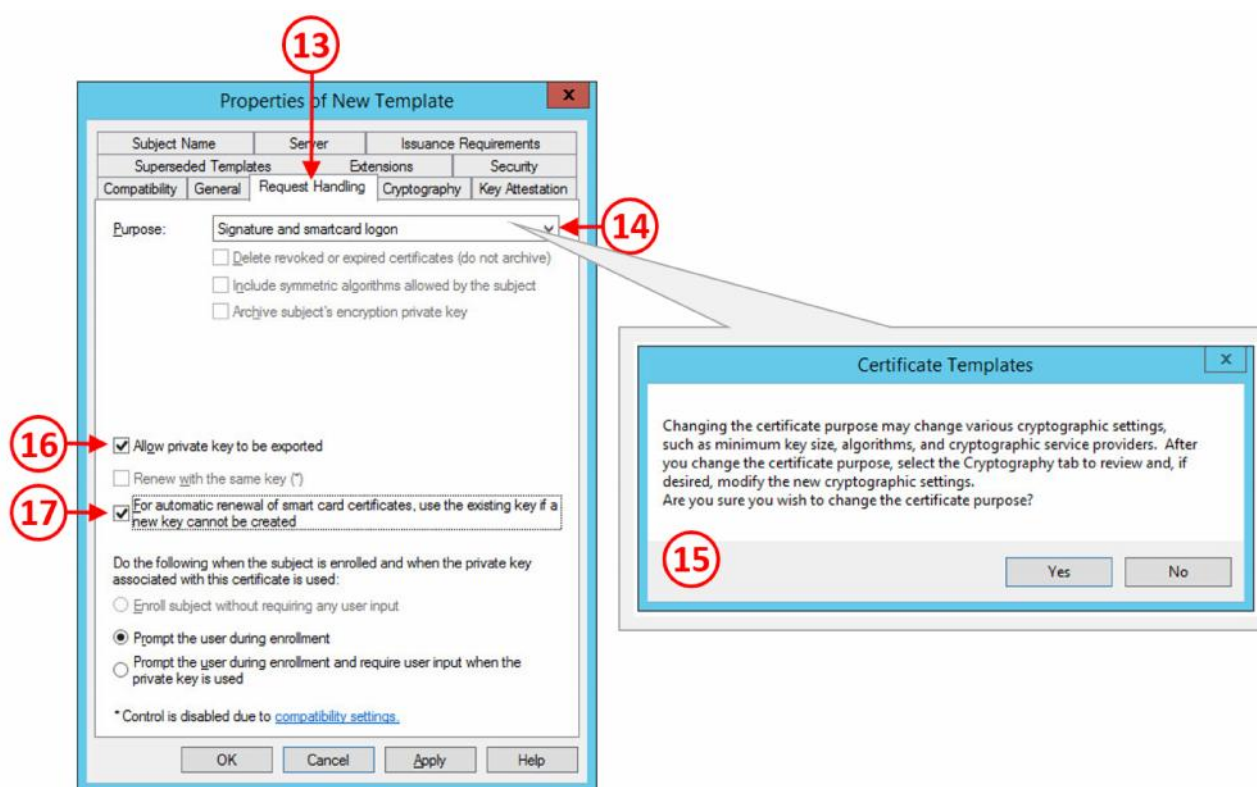 13
Properties of New Template
x
Subject Name Server Issuance Requirements
Superseded Templates Extensions Security
Compatibility General Request Handling Cryptography Key Attestation
Purpose: Signature and smartcard logon
14
Delete revoked or expired certificates (do not archive)
Include symmetric algorithms allowed by the subject
Archive subject's encryption private key
16
Allow private key to be exported
Renew with the same key (*)
17
For automatic renewal of smart card certificates, use the existing key if a
new key cannot be created
Do the following when the subject is enrolled and when the private key
associated with this certificate is used:
Enroll subject without requiring any user input
Prompt the user during enrollment
Prompt the user during enrollment and require user input when the
private key is used
* Control is disabled due to compatibility settings.
OK Cancel Apply Help
Certificate Templates
x
Changing the certificate purpose may change various cryptographic settings,
such as minimum key size, algorithms, and cryptographic service providers. After
you change the certificate purpose, select the Cryptography tab to review and, if
desired, modify the new cryptographic settings.
Are you sure you wish to change the certificate purpose?
15
Yes No